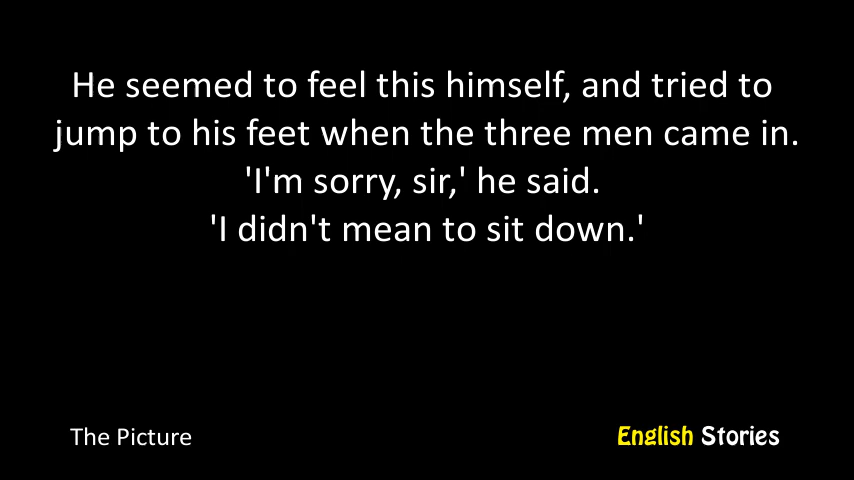 He seemed to feel this himself, and tried to
jump to his feet when the three men came in.
'I'm sorry, sir,' he said.
'I didn't mean to sit down.'
The Picture
English Stories